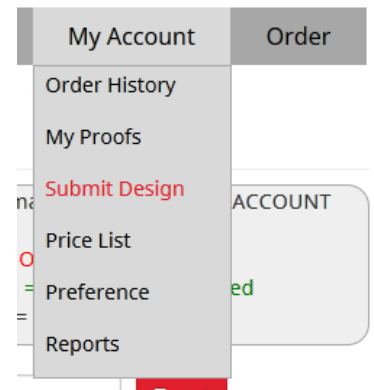 My Account Order
Order History
My Proofs
Submit Design
ACCOUNT
Price List
Preference
ed
=
Reports